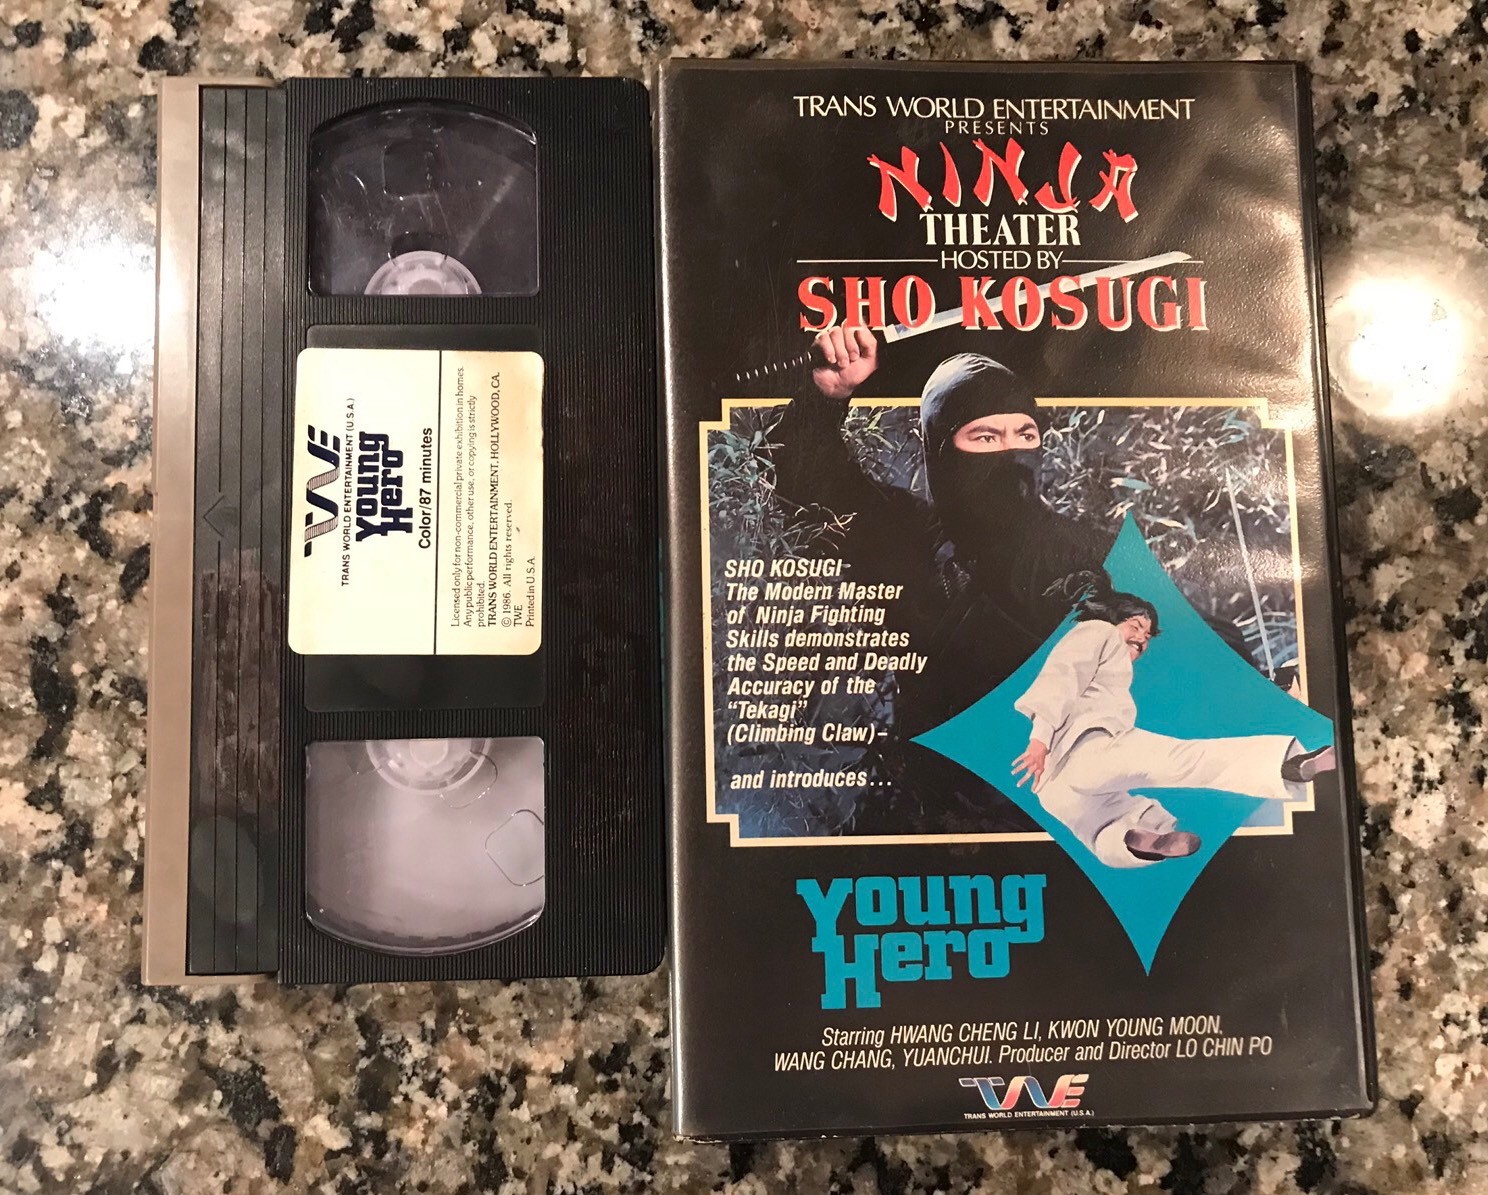 TWE
TRANS WORLD ENTERTAINMENT (U.S.A.)
Young
Hero
Color/87 minutes
Licensed only for non-commercial private exhibition in homes.
Any public performance, other use, or copying is strictly
prohibited.
TRANS WORLD ENTERTAINMENT, HOLLYWOOD, CA.
© 1986. All rights reserved.
TWE
Printed in U.S.A.
TRANS WORLD ENTERTAINMENT
PRESENTS
NINJA
THEATER
HOSTED BY
SHO KOSUGI
SHO KOSUGI
The Modern Master
of Ninja Fighting
Skills demonstrates
the Speed and Deadly
Accuracy of the
“Tekagi”
(Climbing Claw)–
and introduces...
Young
Hero
Starring HWANG CHENG LI, KWON YOUNG MOON,
WANG CHANG, YUANCHUI. Producer and Director LO CHIN PO
TWE
TRANS WORLD ENTERTAINMENT (U.S.A.)